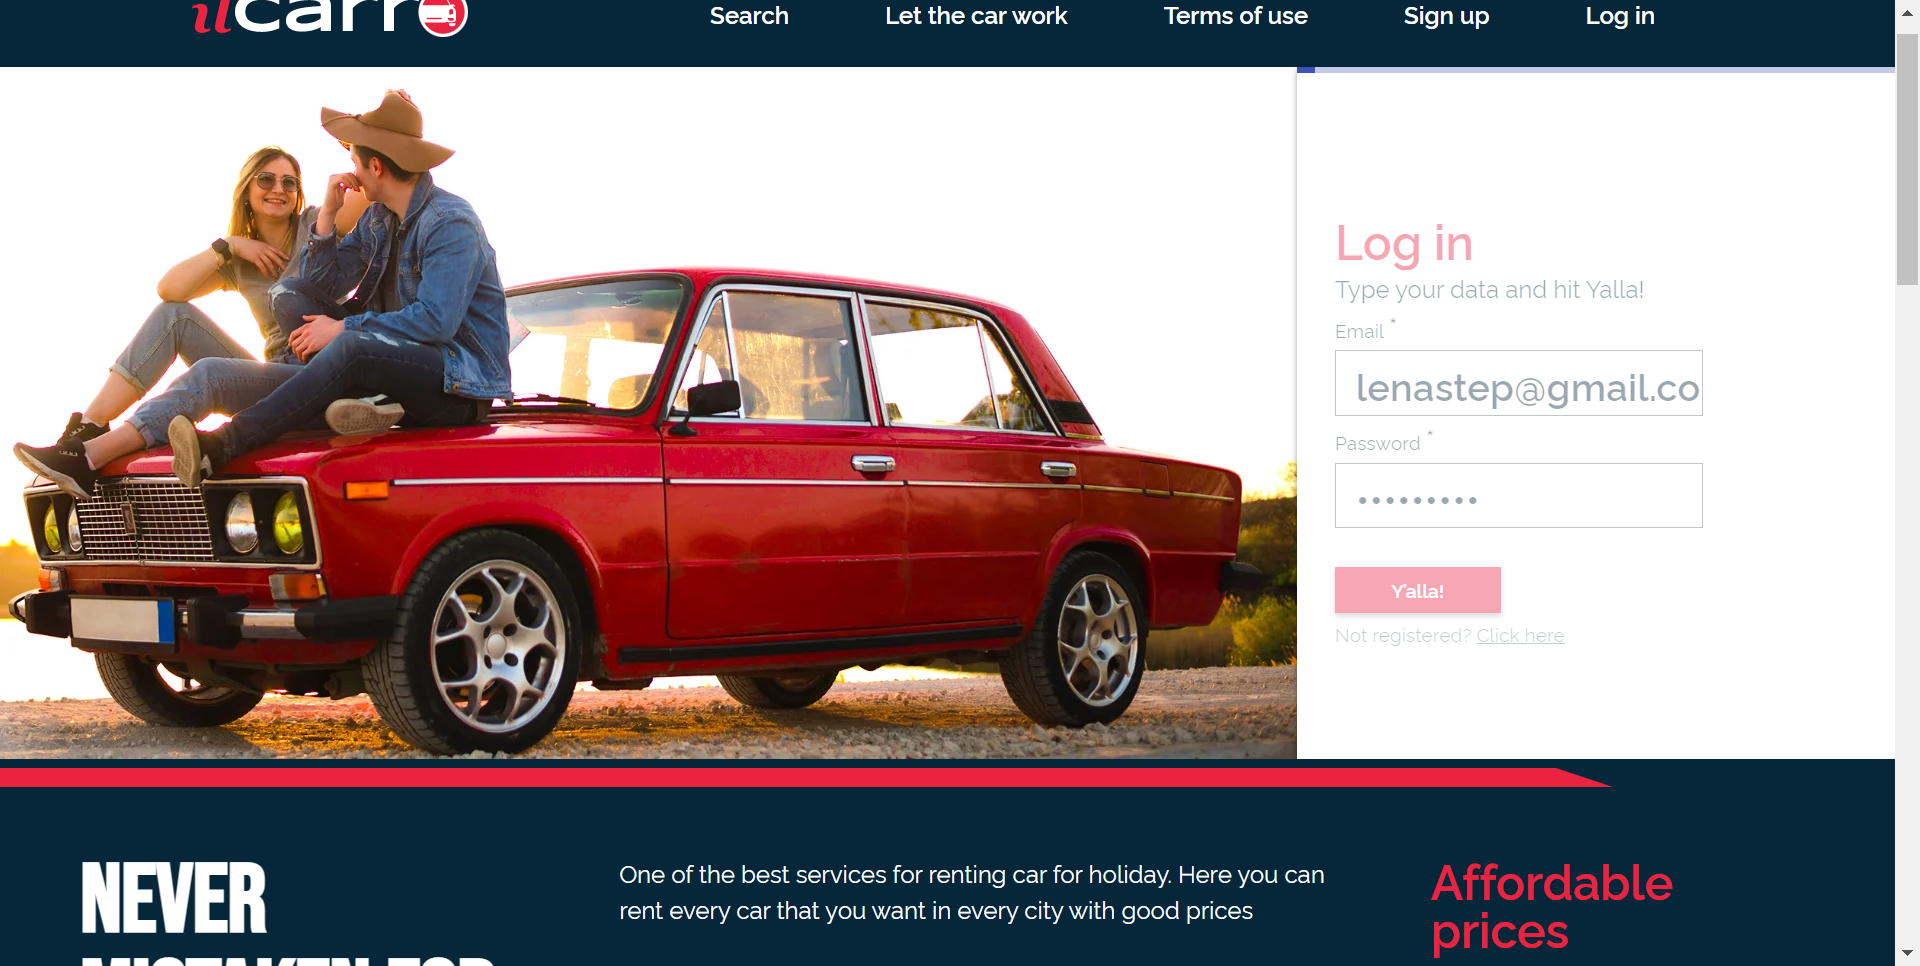 ilcarro
Search
Let the car work
Terms of use
Sign up
Log in
Log in
Type your data and hit Yalla!
Email *
lenastep@gmail.co
Password *
•••••••••
Y'alla!
Not registered? Click here
NEVER
MISTAKEN FOR
One of the best services for renting car for holiday. Here you can
rent every car that you want in every city with good prices
Affordable
prices